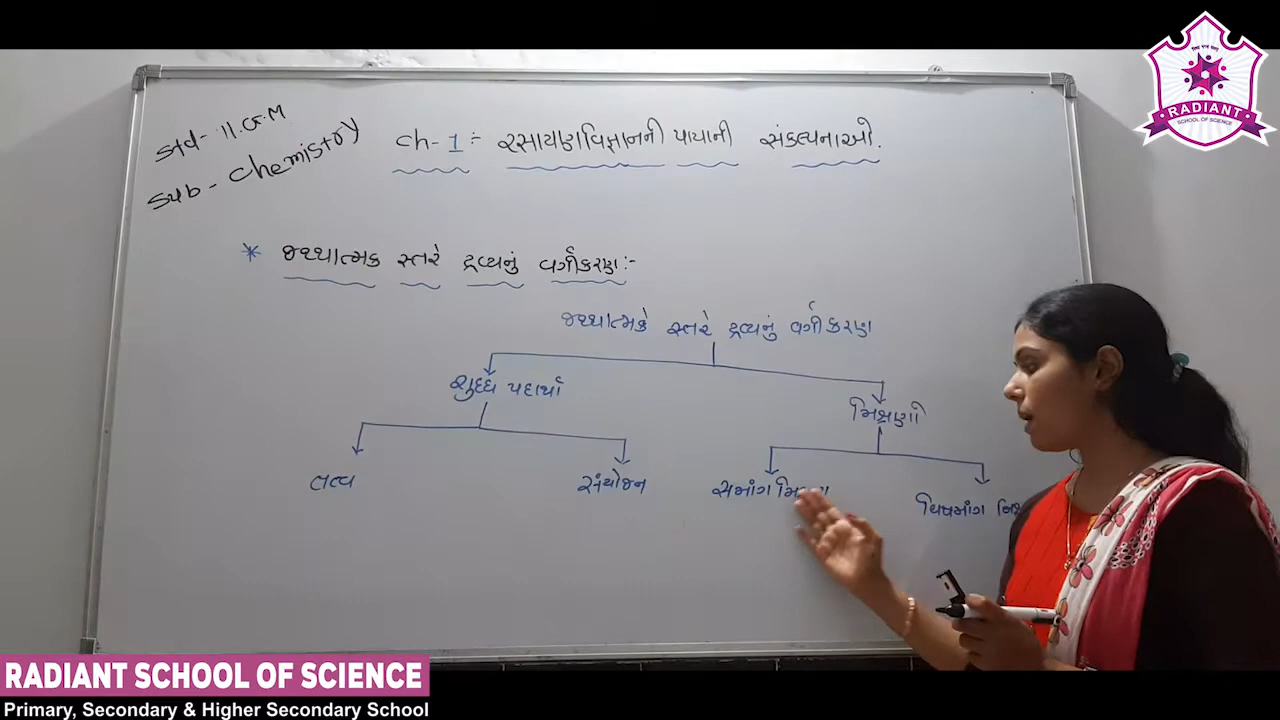 Std- 11.G.M
Sub- Chemistry
Ch- 1 :- રસાયણવિજ્ઞાનની પાયાની સંકલ્પનાઓ.
* જથ્થાત્મક સ્તરે દ્રવ્યનું વર્ગીકરણ:-
જથ્થાત્મકે સ્તરે દ્રવ્યનું વર્ગીકરણ
શુદ્ધ પદાર્થો
મિશ્રણો
તત્વ
સંયોજન
સમાંગ
વિષમાંગ
RADIANT
SCHOOL OF SCIENCE
RADIANT SCHOOL OF SCIENCE
Primary, Secondary & Higher Secondary School